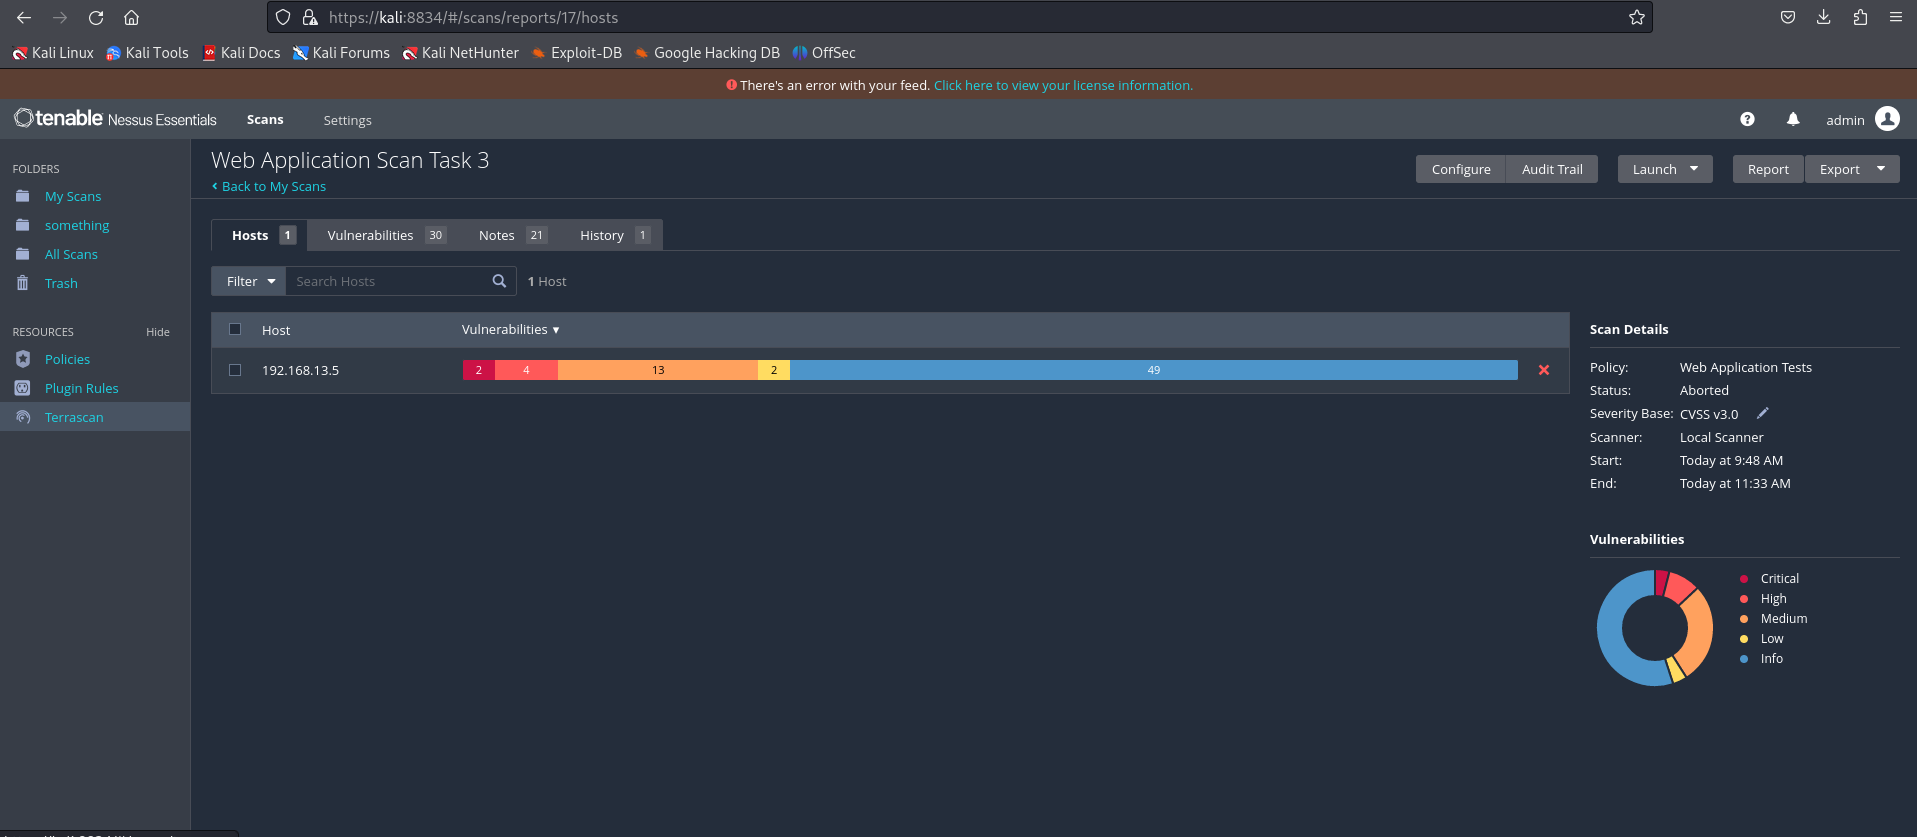 https://kali:8834/#/scans/reports/17/hosts
Kali Linux Kali Tools Kali Docs Kali Forums Kali NetHunter Exploit-DB Google Hacking DB OffSec
There's an error with your feed. Click here to view your license information.
tenable Nessus Essentials Scans Settings admin
FOLDERS
My Scans
something
All Scans
Trash
RESOURCES Hide
Policies
Plugin Rules
Terrascan
Web Application Scan Task 3
Back to My Scans
Configure Audit Trail Launch Report Export
Hosts 1 Vulnerabilities 30 Notes 21 History 1
Filter Search Hosts 1 Host
Host Vulnerabilities
192.168.13.5 2 4 13 2 49
Scan Details
Policy: Web Application Tests
Status: Aborted
Severity Base: CVSS v3.0
Scanner: Local Scanner
Start: Today at 9:48 AM
End: Today at 11:33 AM
Vulnerabilities
Critical
High
Medium
Low
Info